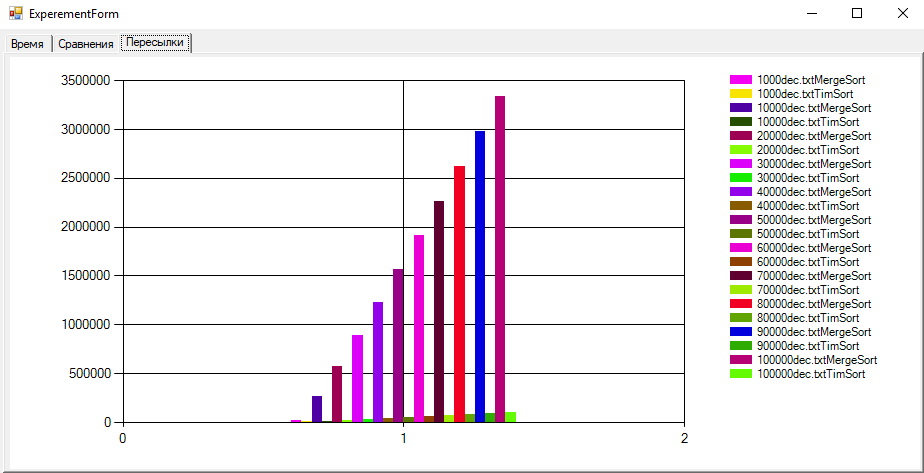 ExperementForm
Время Сравнения Пересылки
3500000
3000000
2500000
2000000
1500000
1000000
500000
0
0 1 2
1000dec.txtMergeSort
1000dec.txtTimSort
10000dec.txtMergeSort
10000dec.txtTimSort
20000dec.txtMergeSort
20000dec.txtTimSort
30000dec.txtMergeSort
30000dec.txtTimSort
40000dec.txtMergeSort
40000dec.txtTimSort
50000dec.txtMergeSort
50000dec.txtTimSort
60000dec.txtMergeSort
60000dec.txtTimSort
70000dec.txtMergeSort
70000dec.txtTimSort
80000dec.txtMergeSort
80000dec.txtTimSort
90000dec.txtMergeSort
90000dec.txtTimSort
100000dec.txtMergeSort
100000dec.txtTimSort